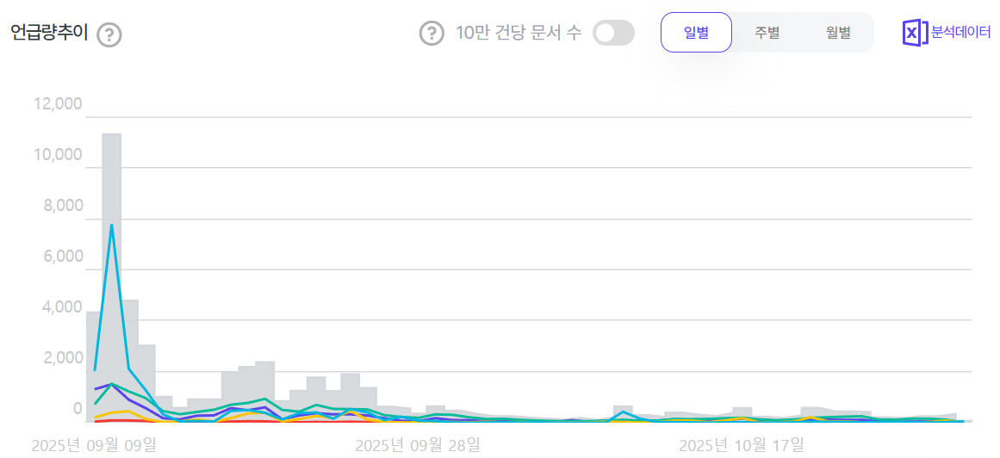 언급량추이 ?
? 10만 건당 문서 수
일별 주별 월별
X 분석데이터
12,000
10,000
8,000
6,000
4,000
2,000
0
2025년 09월 09일 2025년 09월 28일 2025년 10월 17일